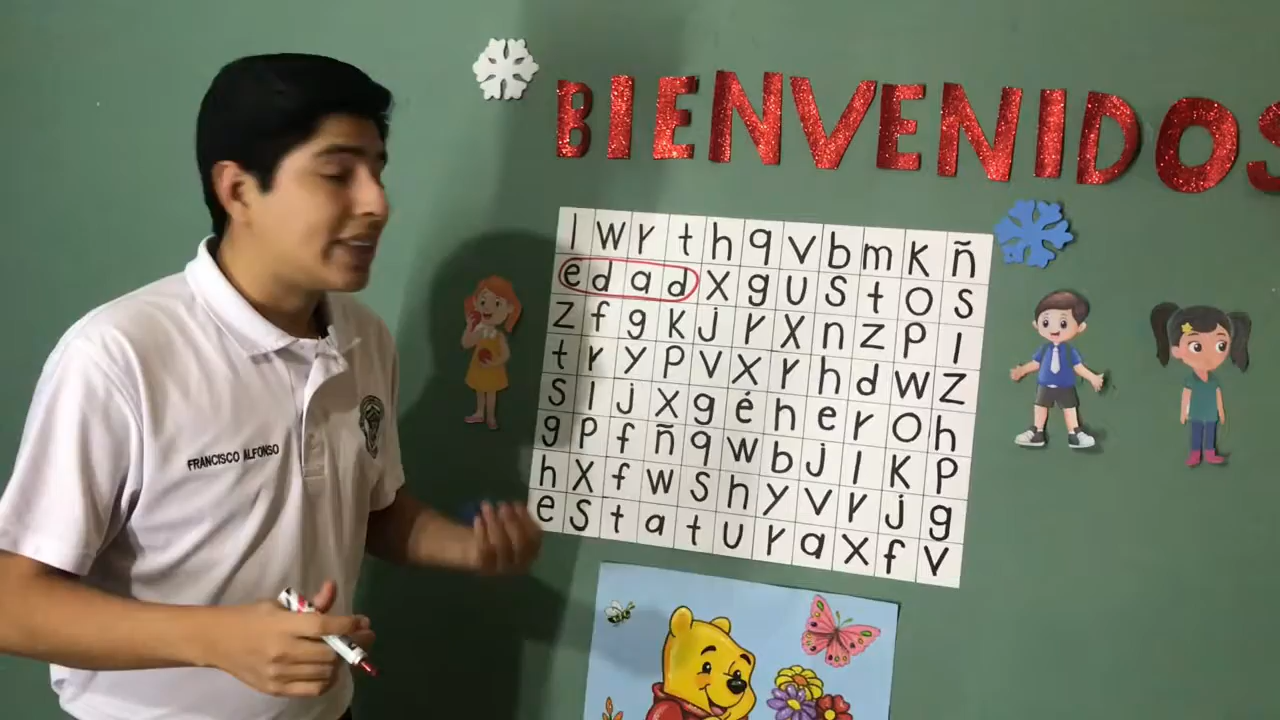 BIENVENIDOS
l w r t h q v b m k ñ
e d a d x g u s t o s
z f g k j r x n z p l
t r y p v x r h d w z
s l j x g é n e r o h
g p f ñ q w b j l k p
h x f w s n y v r j g
e s t a t u r a x f v
FRANCISCO ALFONSO